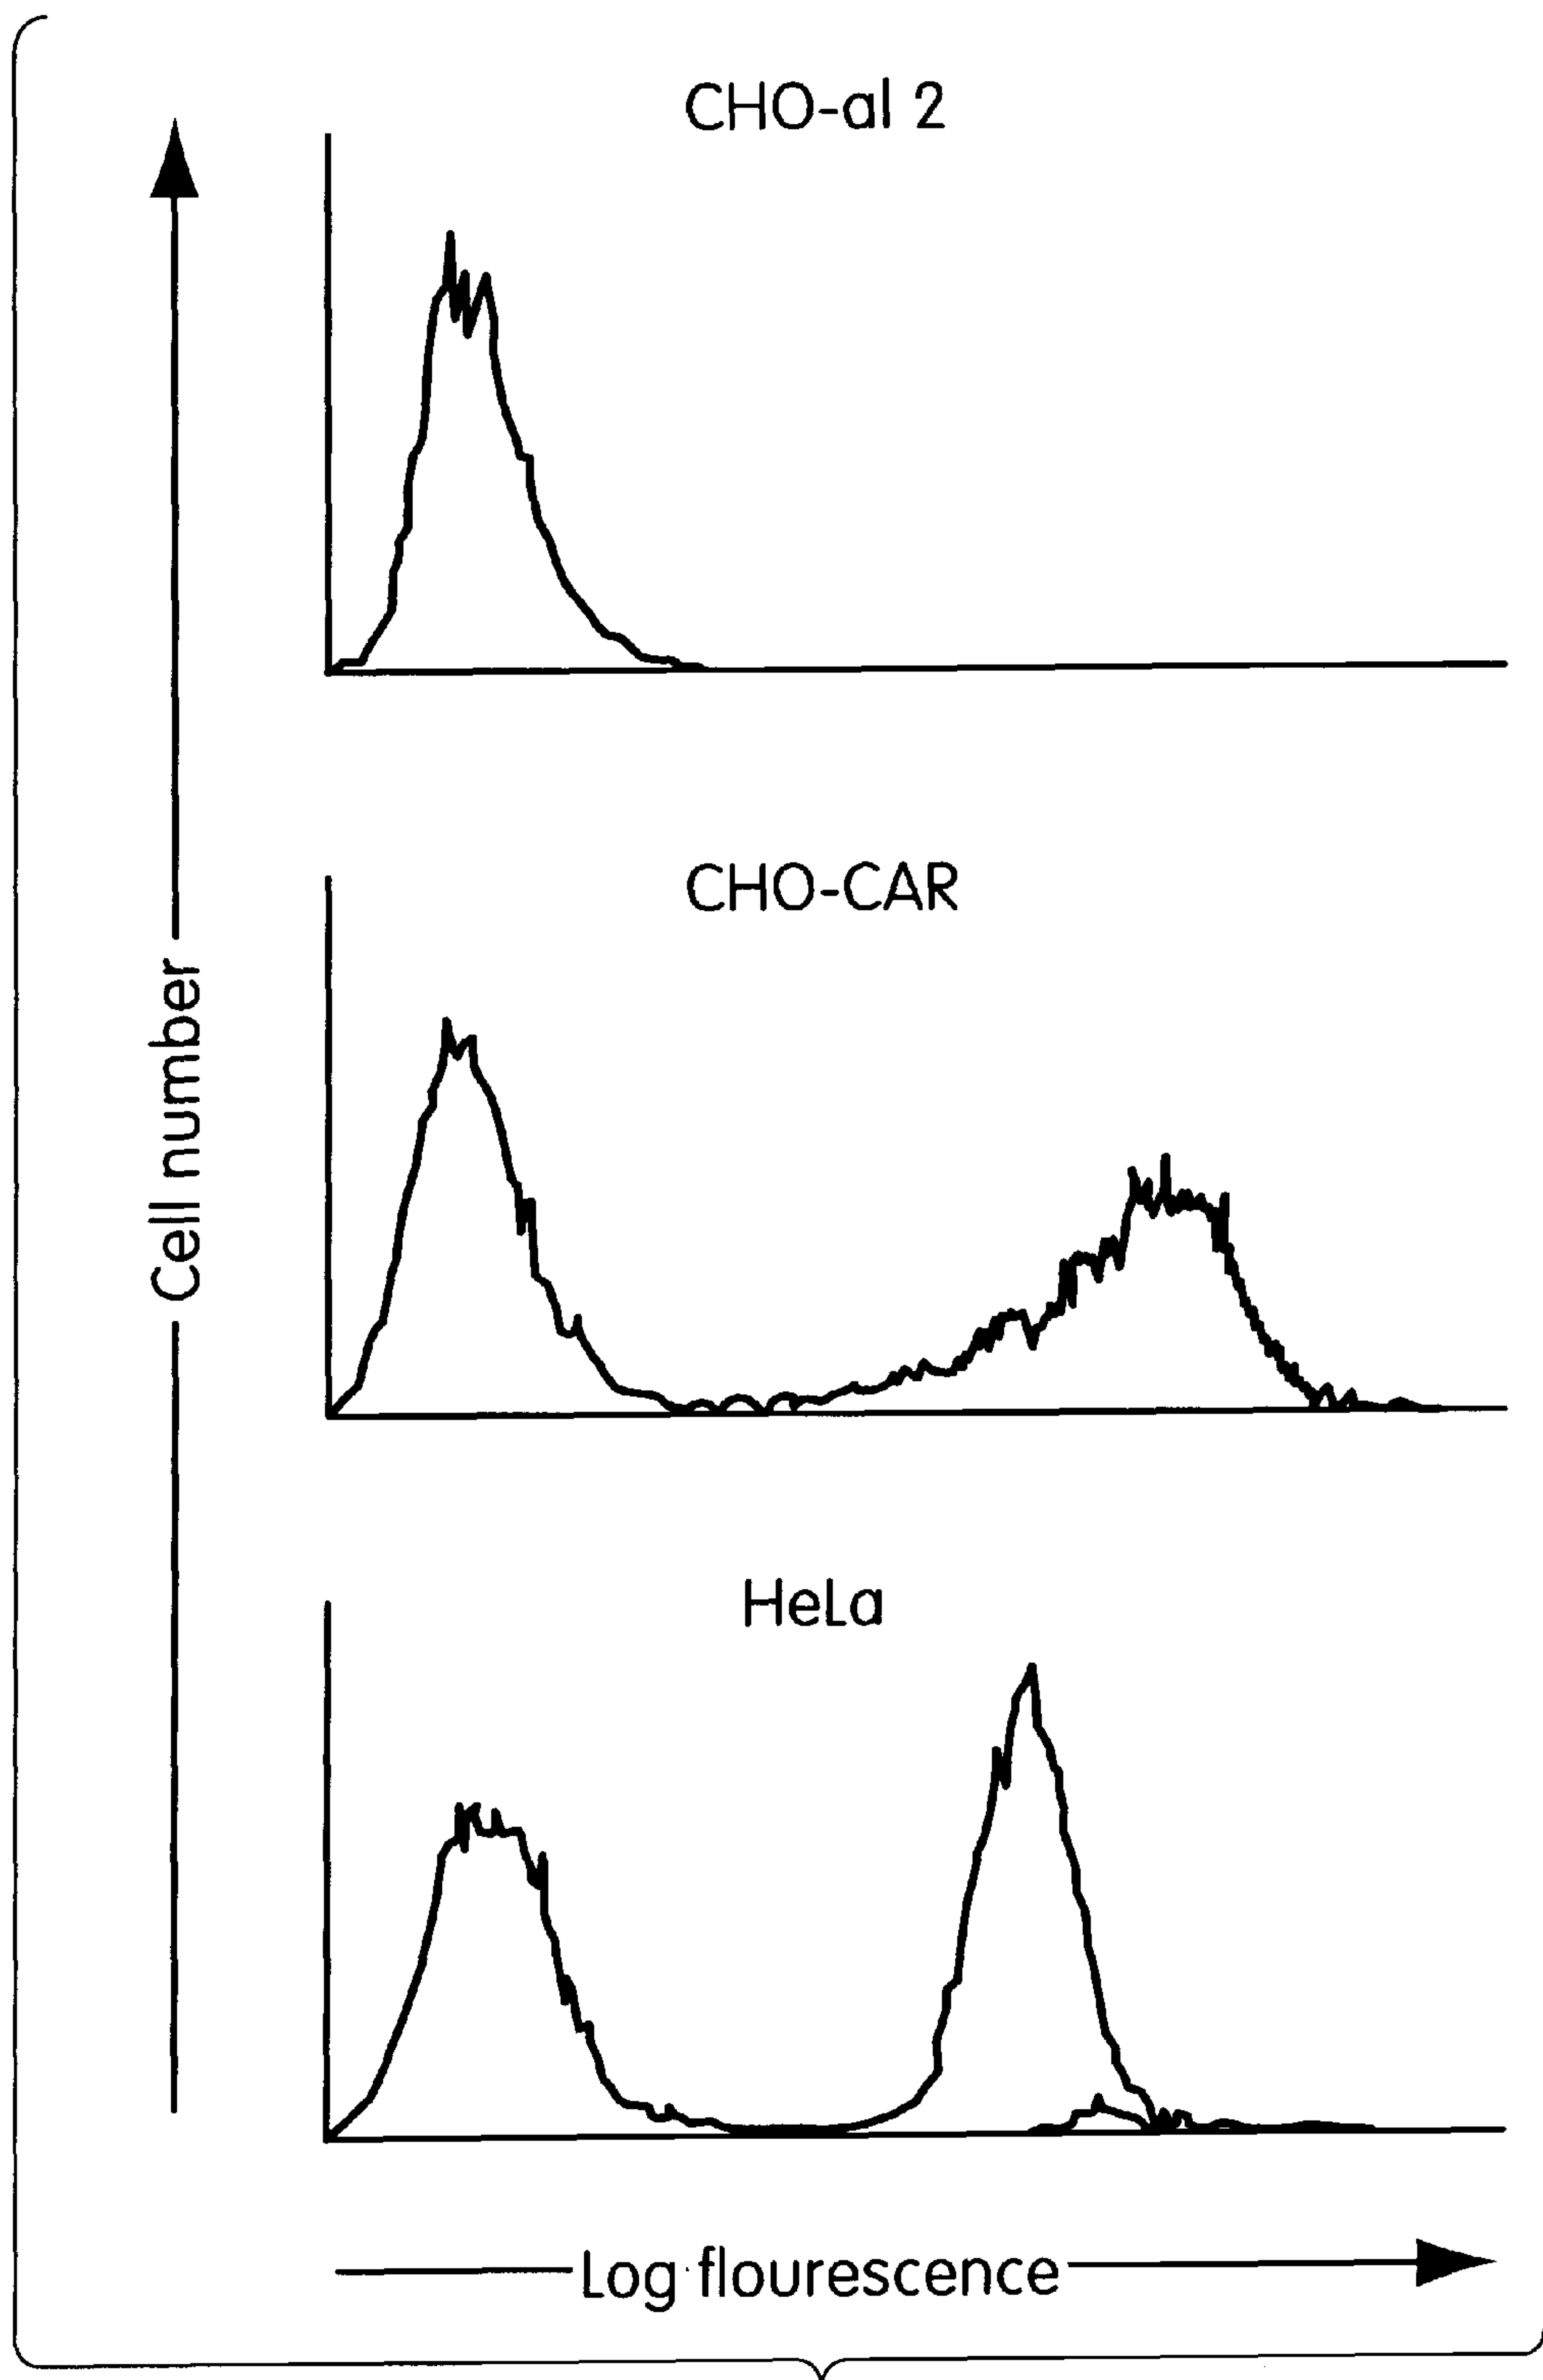 CHO-al 2
CHO-CAR
Cell number
HeLa
Log flourescence